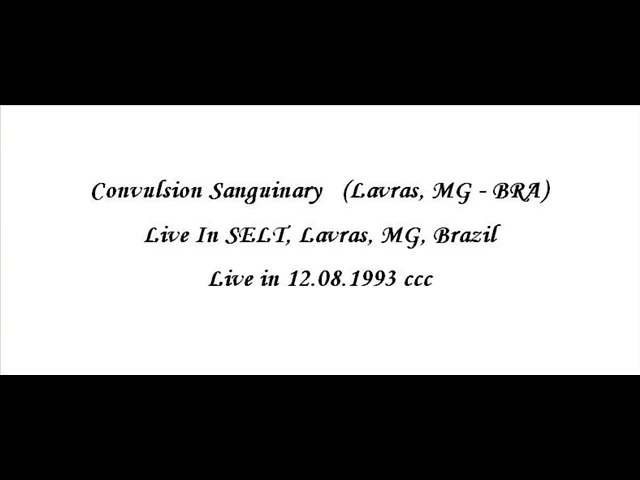 Convulsion Sanguinary (Lavras, MG - BRA)
Live In SELT, Lavras, MG, Brazil
Live in 12.08.1993 ccc